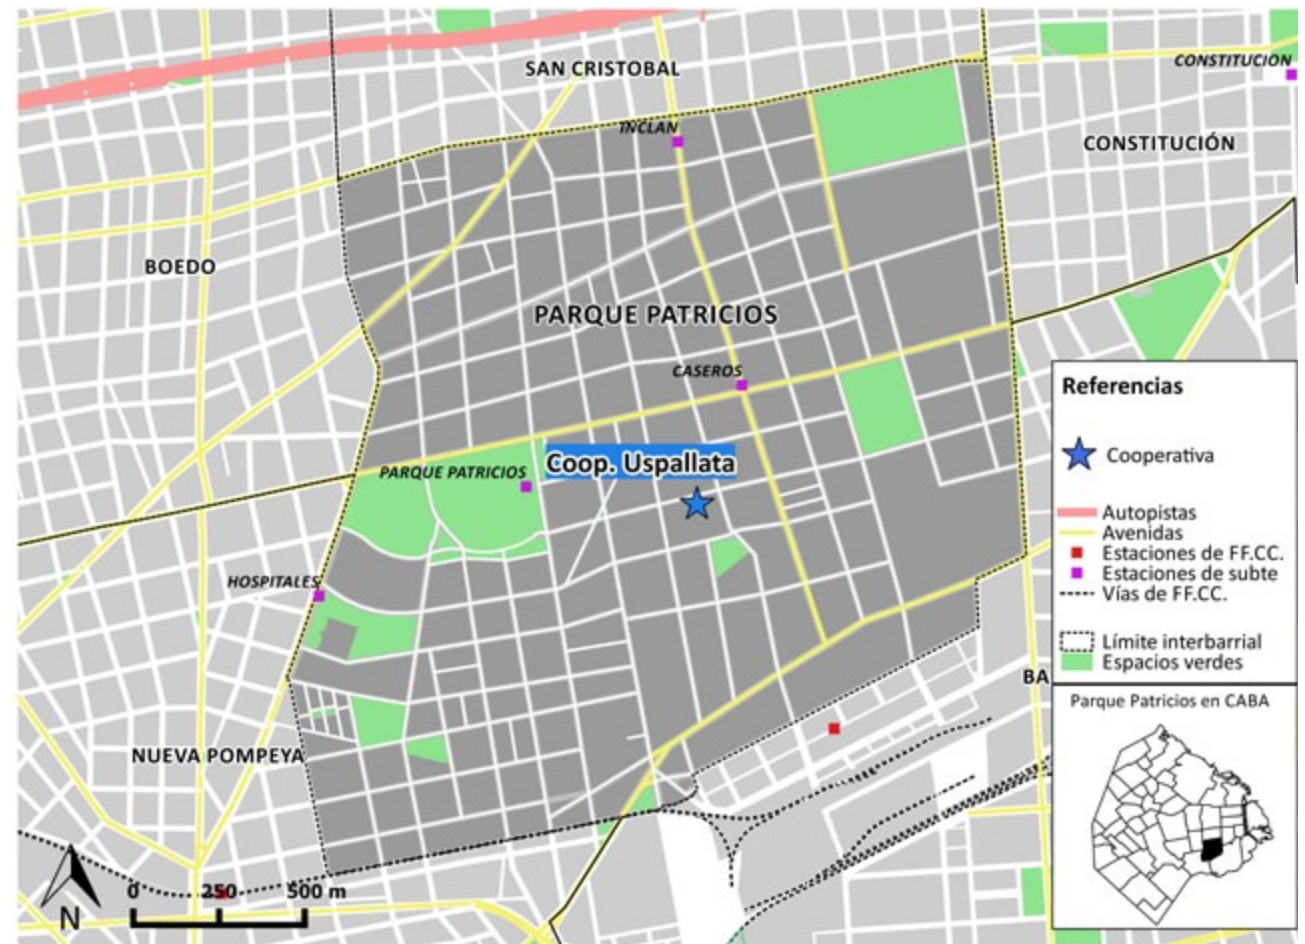 SAN CRISTOBAL
CONSTITUCION
INCLAN
CONSTITUCIÓN
BOEDO
PARQUE PATRICIOS
CASEROS
Referencias
Coop. Uspallata
PARQUE PATRICIOS
Cooperativa
Autopistas
Avenidas
Estaciones de FF.CC.
HOSPITALES
Estaciones de subte
Vías de FF.CC.
Límite interbarrial
Espacios verdes
BA
Parque Patricios en CABA
NUEVA POMPEYA
0 250 500 m
N